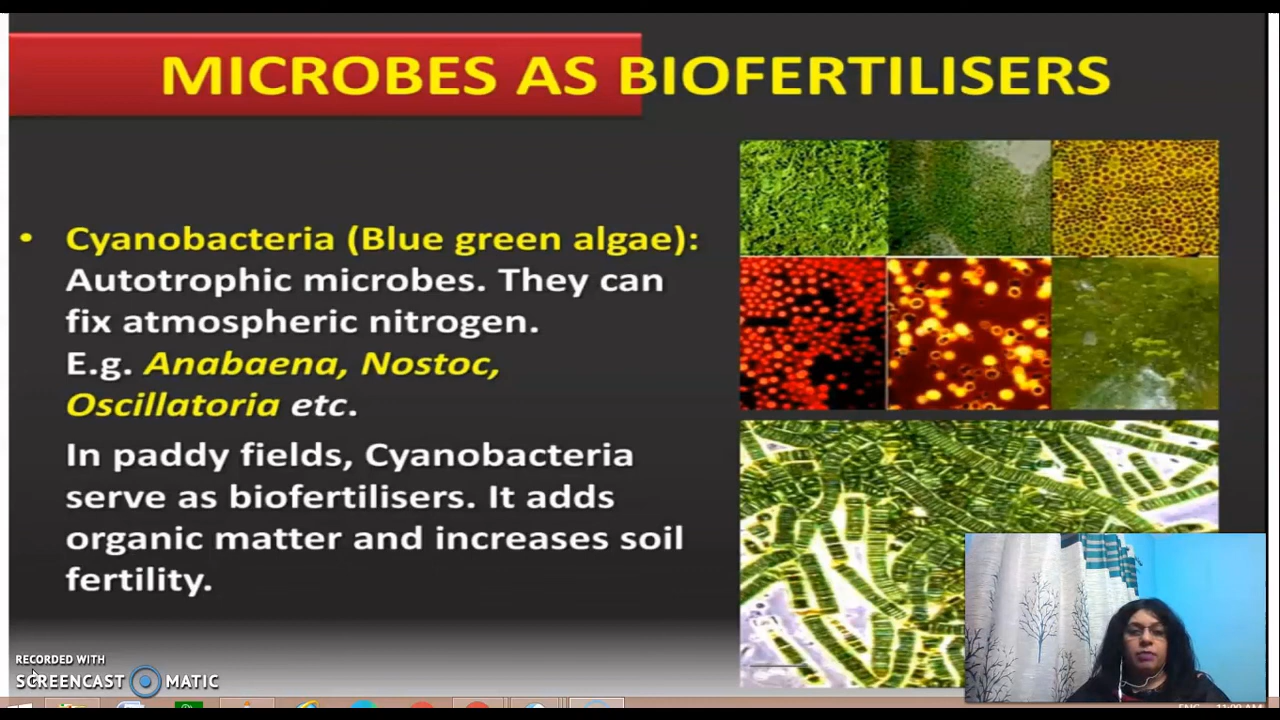 MICROBES AS BIOFERTILISERS
• Cyanobacteria (Blue green algae):
Autotrophic microbes. They can
fix atmospheric nitrogen.
E.g. Anabaena, Nostoc,
Oscillatoria etc.
In paddy fields, Cyanobacteria
serve as biofertilisers. It adds
organic matter and increases soil
fertility.
RECORDED WITH
SCREENCAST MATIC